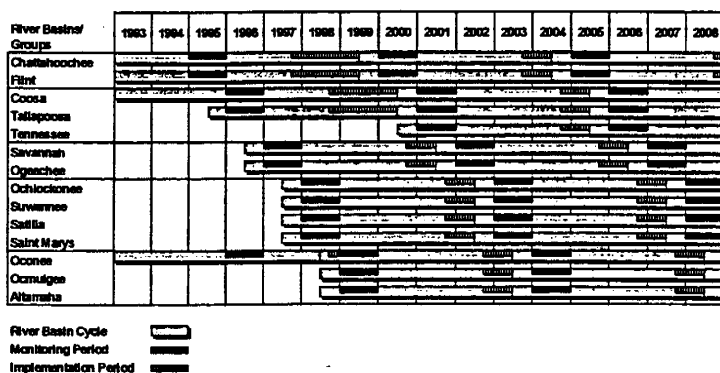 River Basins/
Groups
1993 1994 1995 1996 1997 1998 1999 2000 2001 2002 2003 2004 2005 2006 2007 2008
Chattahoochee
Flint
Coosa
Tallapoosa
Tennessee
Savannah
Ogeechee
Ochlockonee
Suwannee
Satilla
Saint Marys
Oconee
Ocmulgee
Altamaha
River Basin Cycle
Monitoring Period
Implementation Period